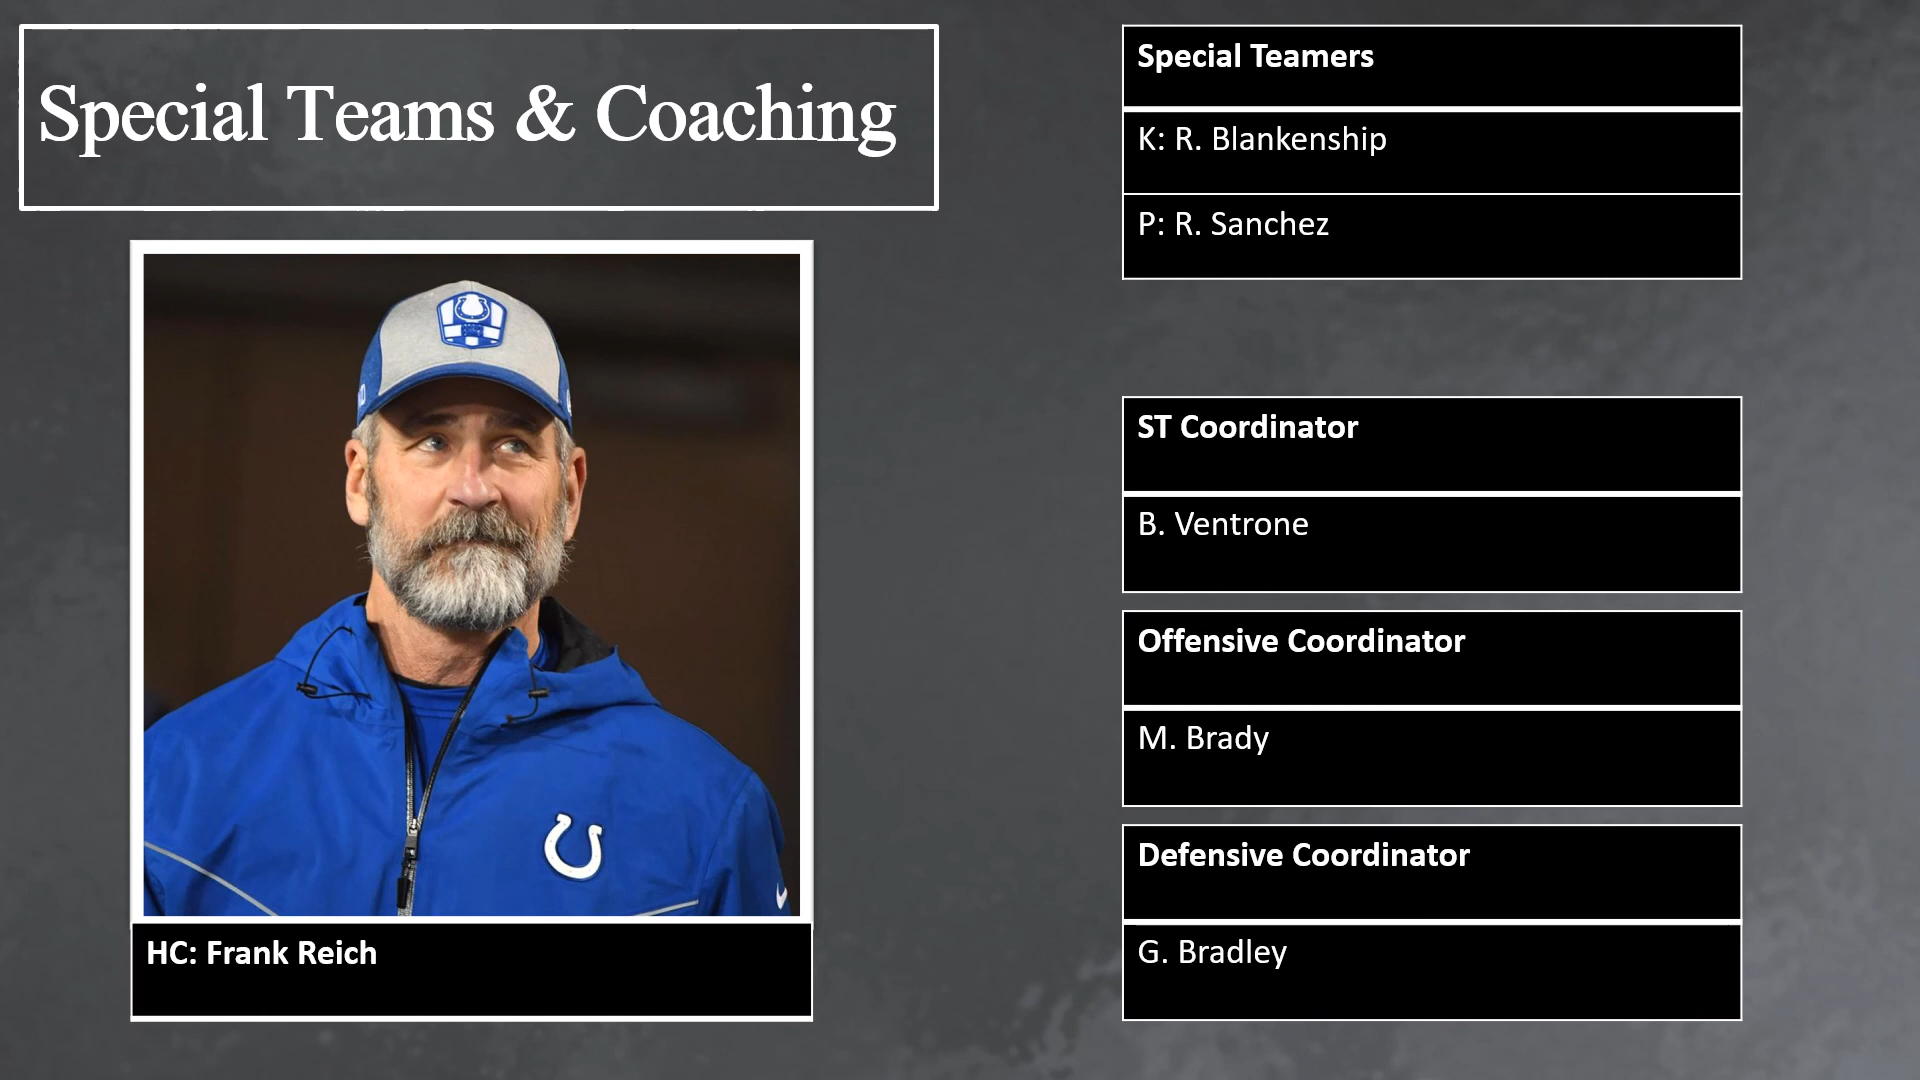 Special Teams & Coaching
HC: Frank Reich
Special Teamers
K: R. Blankenship
P: R. Sanchez
ST Coordinator
B. Ventrone
Offensive Coordinator
M. Brady
Defensive Coordinator
G. Bradley